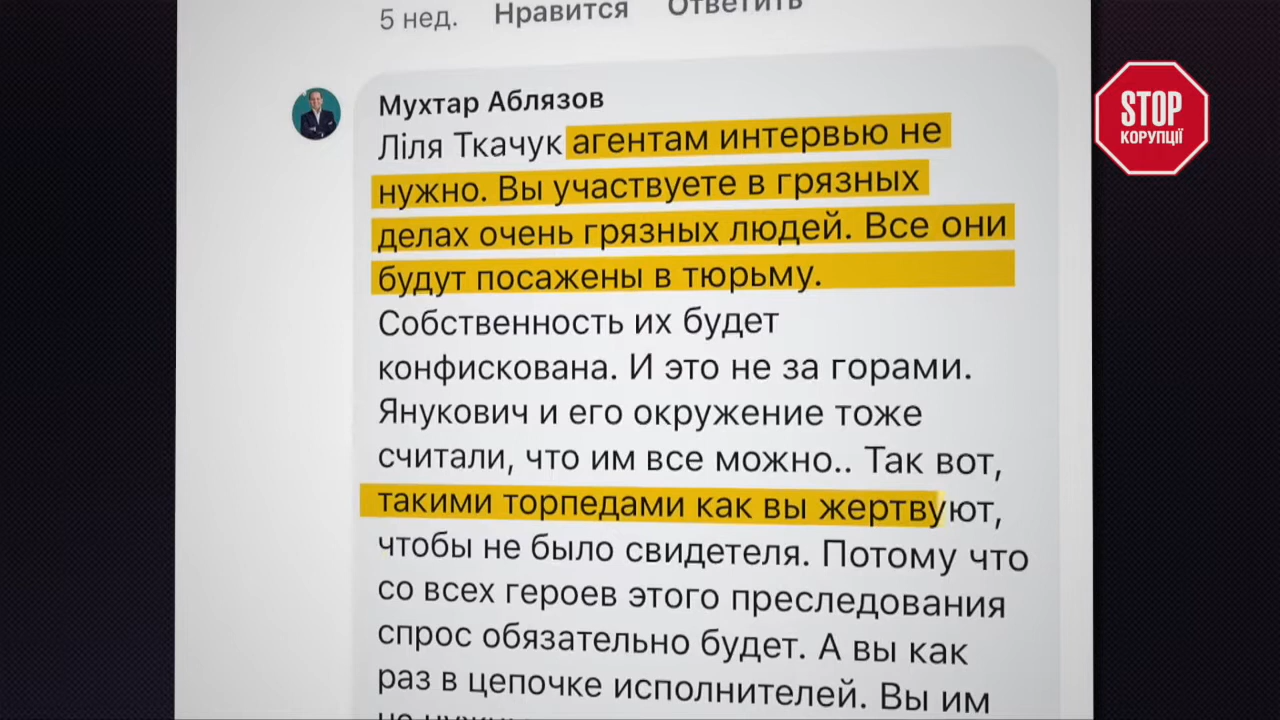 5 нед. Нравится Ответить
Мухтар Аблязов
Ліля Ткачук агентам интервью не
нужно. Вы участвуете в грязных
делах очень грязных людей. Все они
будут посажены в тюрьму.
Собственность их будет
конфискована. И это не за горами.
Янукович и его окружение тоже
считали, что им все можно.. Так вот,
такими торпедами как вы жертвуют,
чтобы не было свидетеля. Потому что
со всех героев этого преследования
спрос обязательно будет. А вы как
раз в цепочке исполнителей. Вы им
STOP
КОРУПЦІЇ